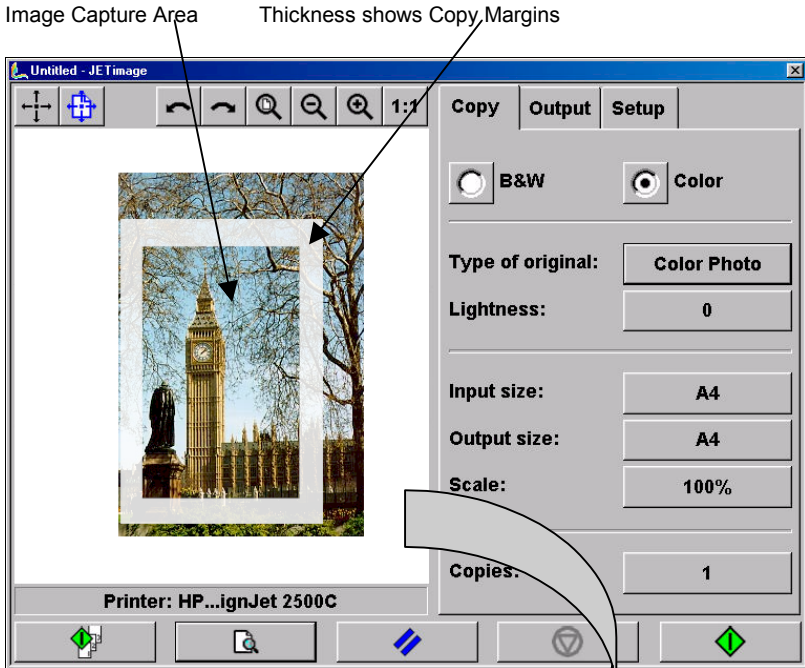 Image Capture Area Thickness shows Copy Margins
Untitled - JETimage
1:1 Copy Output Setup
B&W Color
Type of original: Color Photo
Lightness: 0
Input size: A4
Output size: A4
Scale: 100%
Copies: 1
Printer: HP...ignJet 2500C